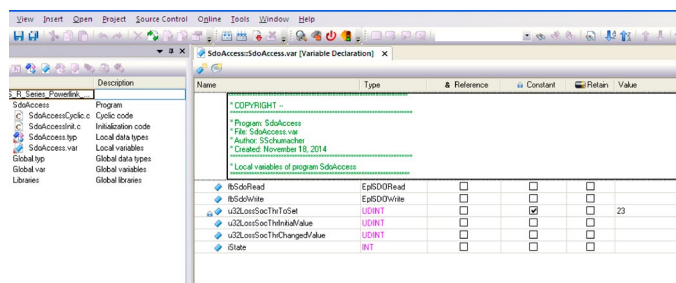 View Insert Open Project Source Control Online Tools Window Help
SdoAccess::SdoAccess.var [Variable Declaration]
Description
SdoAccess Program
SdoAccessCyclic.c Cyclic code
SdoAccessInit.c Initialization code
SdoAccess.typ Local data types
SdoAccess.var Local variables
Global.typ Global data types
Global.var Global variables
Libraries Global libraries
Name Type & Reference Constant Retain Value
* COPYRIGHT --
* Program: SdoAccess
* File: SdoAccess.var
* Author: SSchumacher
* Created: November 18, 2014
* Local variables of program SdoAccess
fbSdoRead EplSDORead
fbSdoWrite EplSDOWrite
u32LossSocThrToSet UDINT 23
u32LossSocThrInitialValue UDINT
u32LossSocThrChangedValue UDINT
iState INT